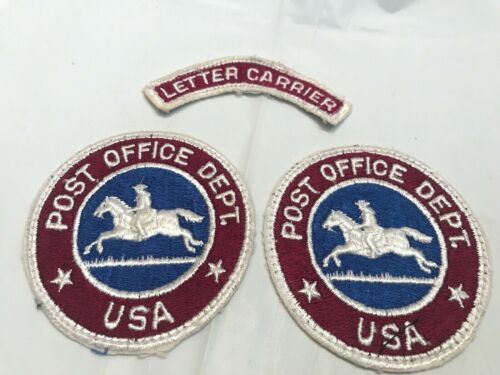 LETTER CARRIER
POST OFFICE DEPT.
USA
POST OFFICE DEPT.
USA